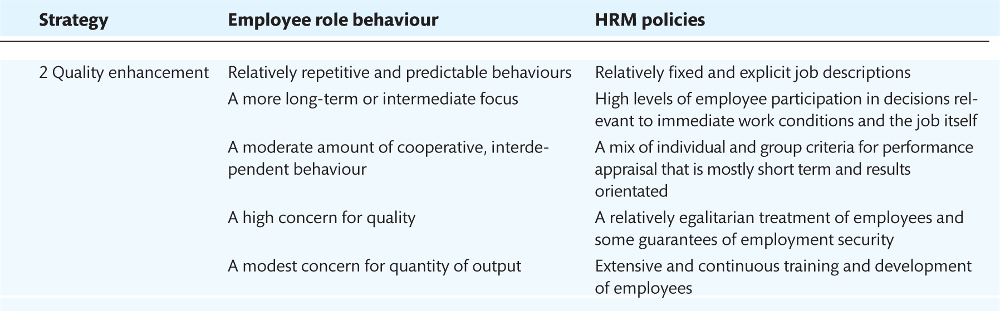 Strategy Employee role behaviour HRM policies
2 Quality enhancement Relatively repetitive and predictable behaviours Relatively fixed and explicit job descriptions
A more long-term or intermediate focus High levels of employee participation in decisions rel-
evant to immediate work conditions and the job itself
A moderate amount of cooperative, interde- A mix of individual and group criteria for performance
pendent behaviour appraisal that is mostly short term and results
orientated
A high concern for quality A relatively egalitarian treatment of employees and
some guarantees of employment security
A modest concern for quantity of output Extensive and continuous training and development
of employees